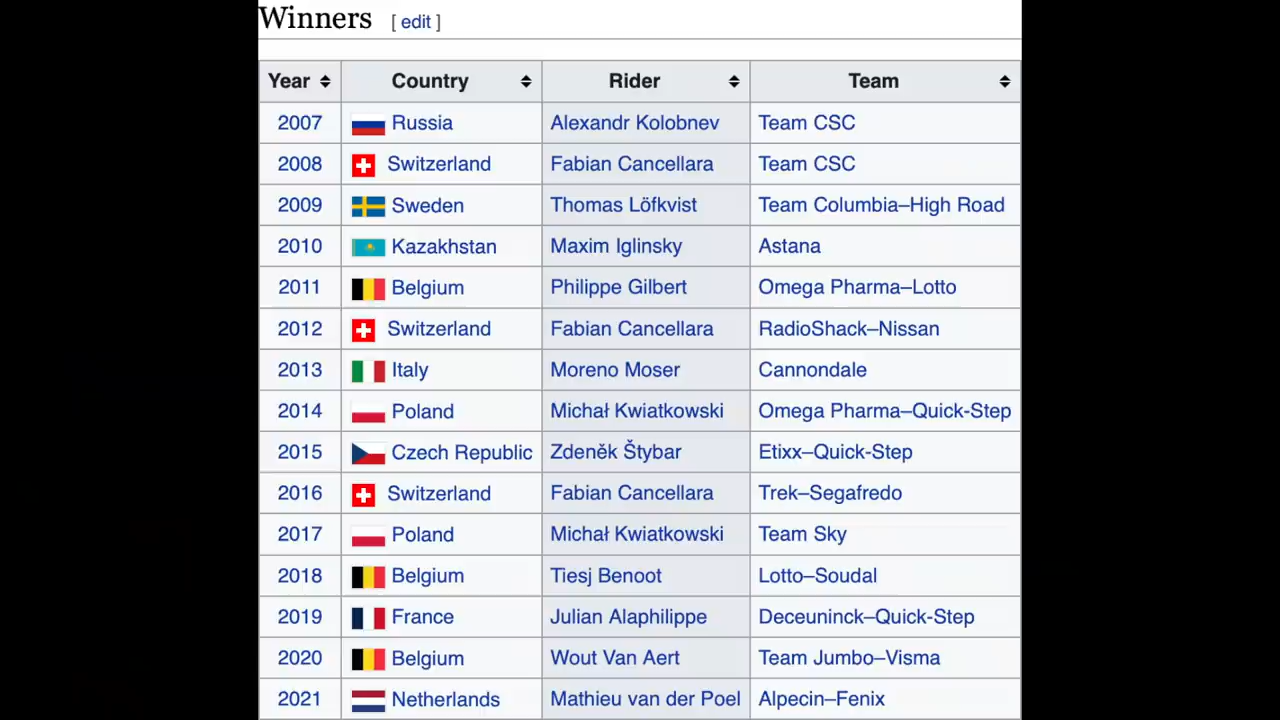 Winners [ edit ]
Year Country Rider Team
2007 Russia Alexandr Kolobnev Team CSC
2008 Switzerland Fabian Cancellara Team CSC
2009 Sweden Thomas Löfkvist Team Columbia–High Road
2010 Kazakhstan Maxim Iglinsky Astana
2011 Belgium Philippe Gilbert Omega Pharma–Lotto
2012 Switzerland Fabian Cancellara RadioShack–Nissan
2013 Italy Moreno Moser Cannondale
2014 Poland Michał Kwiatkowski Omega Pharma–Quick-Step
2015 Czech Republic Zdeněk Štybar Etixx–Quick-Step
2016 Switzerland Fabian Cancellara Trek–Segafredo
2017 Poland Michał Kwiatkowski Team Sky
2018 Belgium Tiesj Benoot Lotto–Soudal
2019 France Julian Alaphilippe Deceuninck–Quick-Step
2020 Belgium Wout Van Aert Team Jumbo–Visma
2021 Netherlands Mathieu van der Poel Alpecin–Fenix